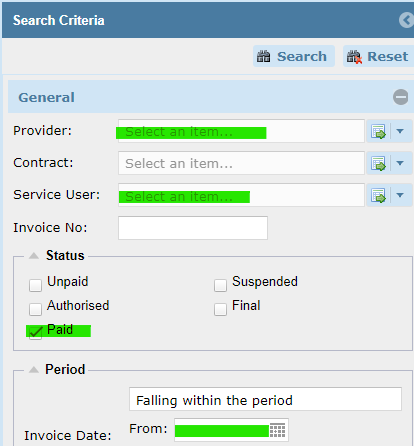 Search Criteria
Search Reset
General
Provider: Select an item...
Contract: Select an item...
Service User: Select an item...
Invoice No:
Status
Unpaid Suspended
Authorised Final
Paid
Period
Falling within the period
Invoice Date: From: